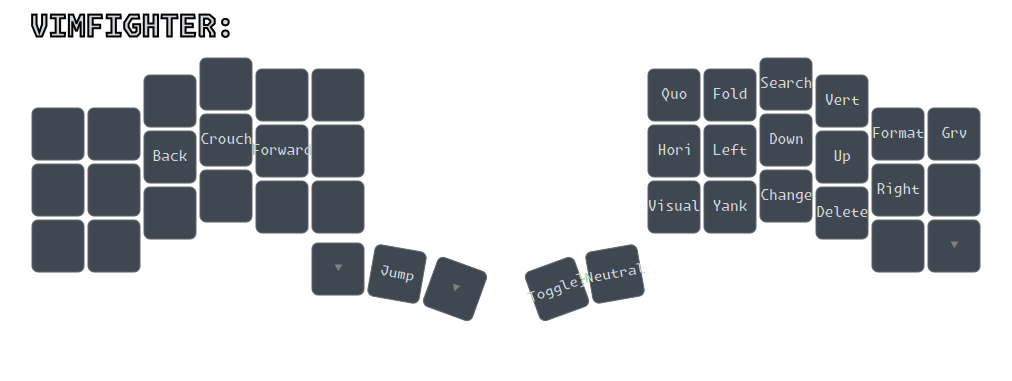 VIMFIGHTER:
Quo Fold Search Vert Format Grv
Back Crouch Forward Hori Left Down Up Right
Visual Yank Change Delete
▼ Jump ▼ Toggle Neutral ▼